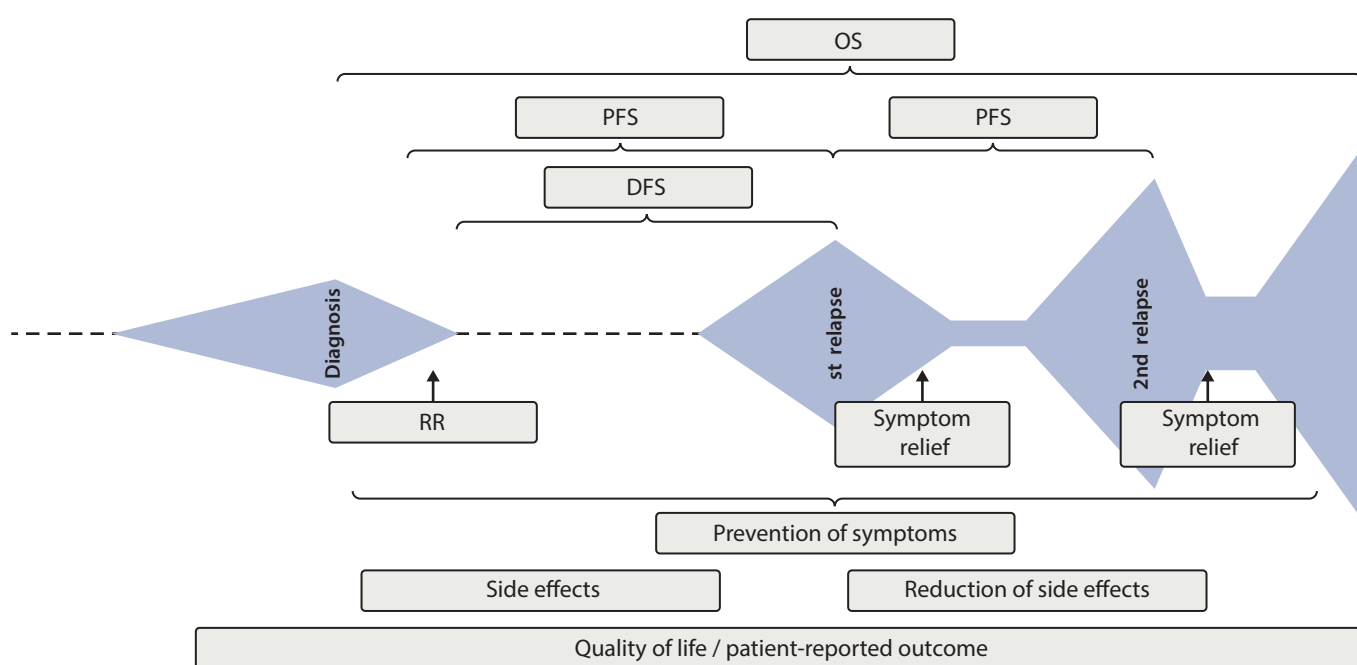 OS
PFS
PFS
DFS
Diagnosis
st relapse
2nd relapse
RR
Symptom
relief
Symptom
relief
Prevention of symptoms
Side effects
Reduction of side effects
Quality of life / patient-reported outcome